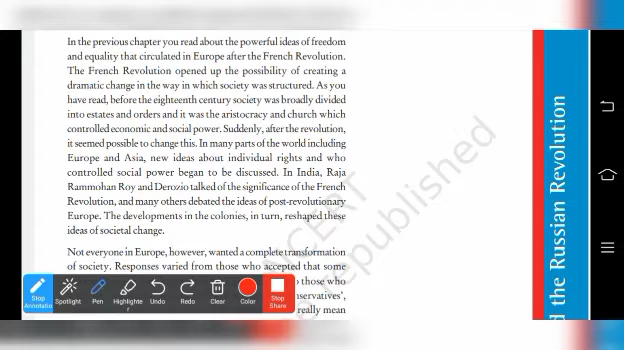 In the previous chapter you read about the powerful ideas of freedom
and equality that circulated in Europe after the French Revolution.
The French Revolution opened up the possibility of creating a
dramatic change in the way in which society was structured. As you
have read, before the eighteenth century society was broadly divided
into estates and orders and it was the aristocracy and church which
controlled economic and social power. Suddenly, after the revolution,
it seemed possible to change this. In many parts of the world including
Europe and Asia, new ideas about individual rights and who
controlled social power began to be discussed. In India, Raja
Rammohan Roy and Derozio talked of the significance of the French
Revolution, and many others debated the ideas of post-revolutionary
Europe. The developments in the colonies, in turn, reshaped these
ideas of societal change.
Not everyone in Europe, however, wanted a complete transformation
of society. Responses varied from those who accepted that some
those who
nservatives',
really mean
Stop
Annotatio
Spotlight
Pen
Highlighte
r
Undo
Redo
Clear
Color
Stop
Share
NCERT
republished
d the Russian Revolution